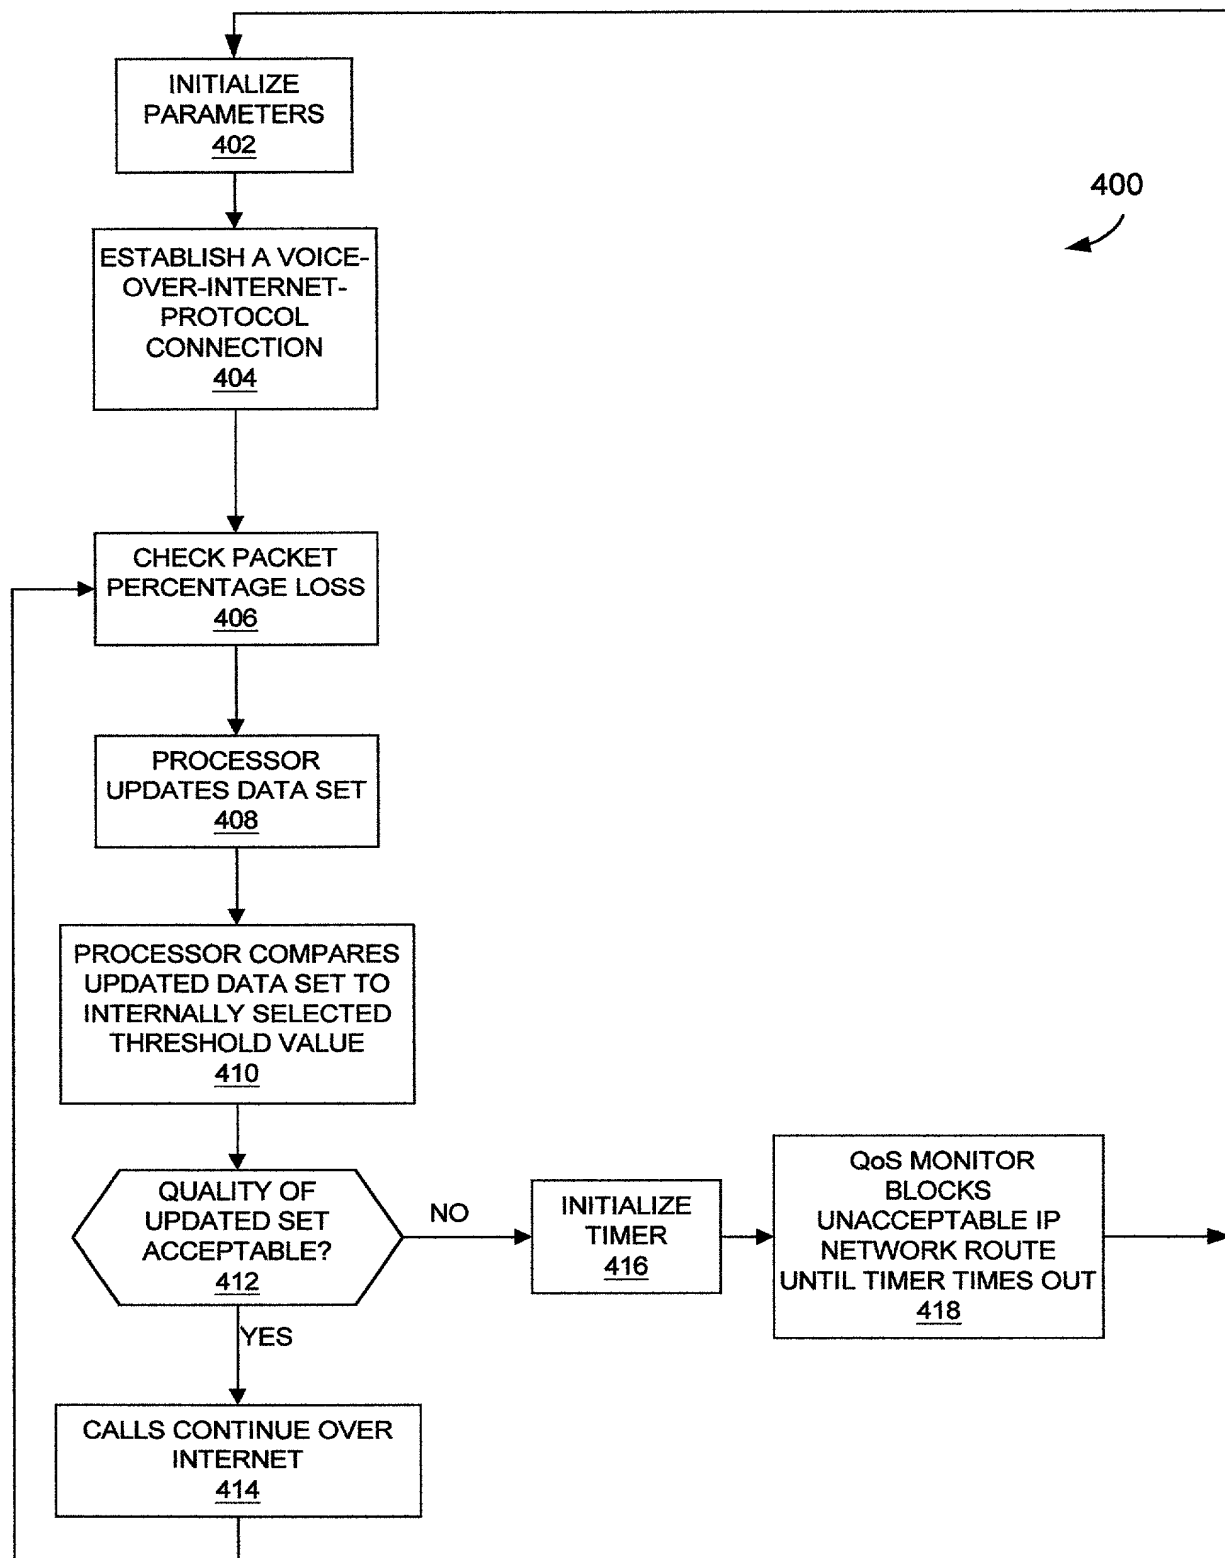 INITIALIZE
PARAMETERS
402
400
ESTABLISH A VOICE-
OVER-INTERNET-
PROTOCOL
CONNECTION
404
CHECK PACKET
PERCENTAGE LOSS
406
PROCESSOR
UPDATES DATA SET
408
PROCESSOR COMPARES
UPDATED DATA SET TO
INTERNALLY SELECTED
THRESHOLD VALUE
410
QUALITY OF
UPDATED SET
ACCEPTABLE?
412
NO
INITIALIZE
TIMER
416
QoS MONITOR
BLOCKS
UNACCEPTABLE IP
NETWORK ROUTE
UNTIL TIMER TIMES OUT
418
YES
CALLS CONTINUE OVER
INTERNET
414